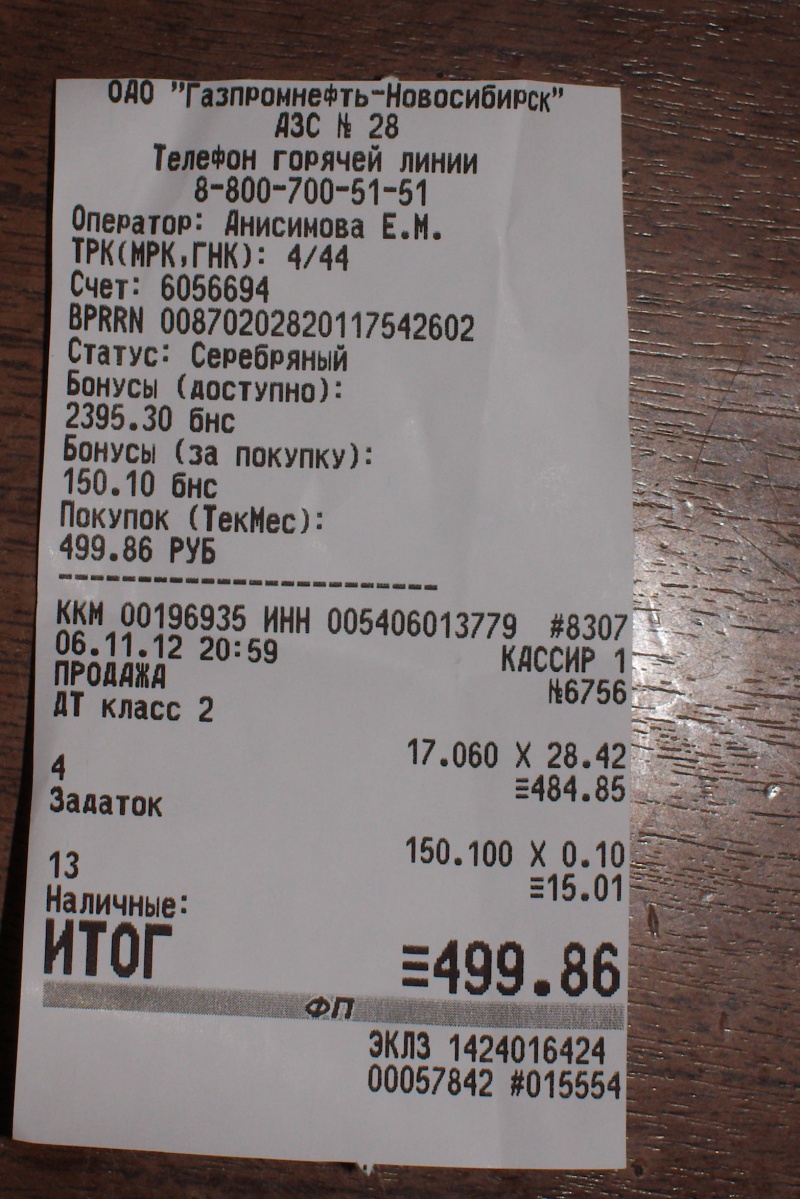 ОАО "Газпромнефть-Новосибирск"
АЗС № 28
Телефон горячей линии
8-800-700-51-51
Оператор: Анисимова Е.М.
ТРК(МРК,ГНК): 4/44
Счет: 6056694
BPRRN 00870202820117542602
Статус: Серебряный
Бонусы (доступно):
2395.30 бнс
Бонусы (за покупку):
150.10 бнс
Покупок (ТекМес):
499.86 РУБ
------------------------
ККМ 00196935 ИНН 005406013779 #8307
06.11.12 20:59 КАССИР 1
ПРОДАЖА №6756
ДТ класс 2
17.060 X 28.42
4 ≡484.85
Задаток
150.100 X 0.10
13 ≡15.01
Наличные:
ИТОГ ≡499.86
ФП
ЭКЛЗ 1424016424
00057842 #015554